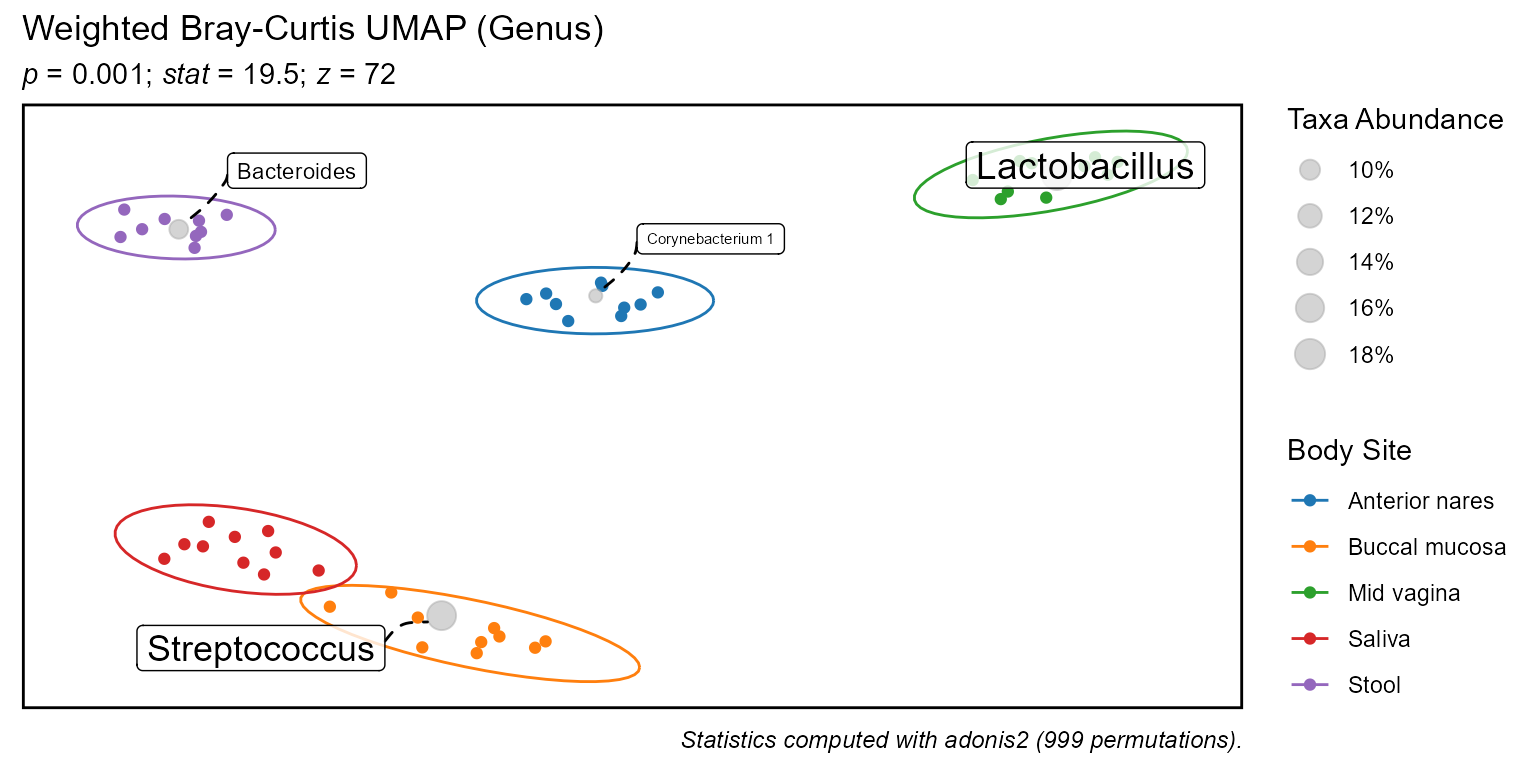 Weighted Bray-Curtis UMAP (Genus)
p = 0.001; stat = 19.5; z = 72
Bacteroides
Lactobacillus
Corynebacterium 1
Streptococcus
Taxa Abundance
10%
12%
14%
16%
18%
Body Site
Anterior nares
Buccal mucosa
Mid vagina
Saliva
Stool
Statistics computed with adonis2 (999 permutations).